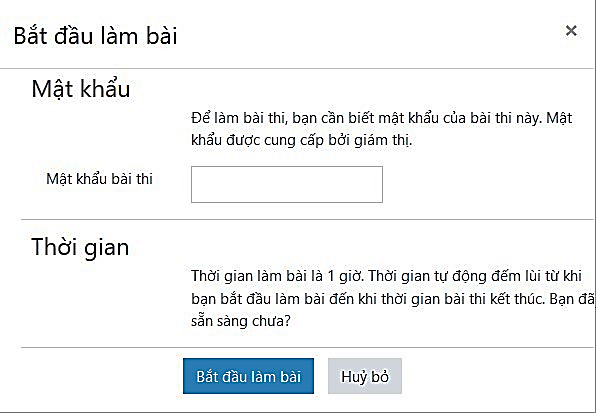 Bắt đầu làm bài
×
Mật khẩu
Để làm bài thi, bạn cần biết mật khẩu của bài thi này. Mật
khẩu được cung cấp bởi giám thị.
Mật khẩu bài thi
Thời gian
Thời gian làm bài là 1 giờ. Thời gian tự động đếm lùi từ khi
bạn bắt đầu làm bài đến khi thời gian bài thi kết thúc. Bạn đã
sẵn sàng chưa?
Bắt đầu làm bài Huỷ bỏ